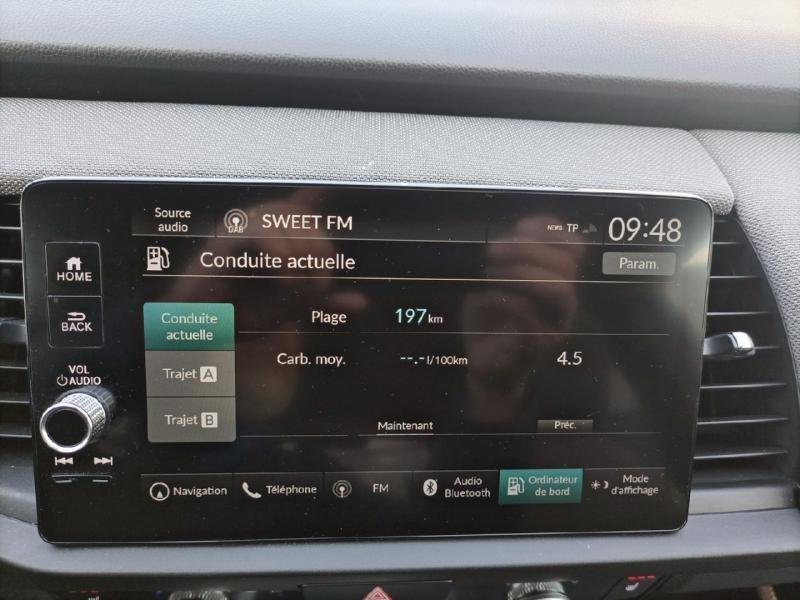 Source audio
DAB
SWEET FM
NEWS TP
09:48
HOME
Conduite actuelle
Param.
BACK
Conduite actuelle
Plage 197 km
Carb. moy. --.- l/100km 4.5
VOL
AUDIO
Trajet A
Trajet B
Maintenant
Préc.
Navigation
Téléphone
FM
Audio Bluetooth
Ordinateur de bord
Mode d'affichage